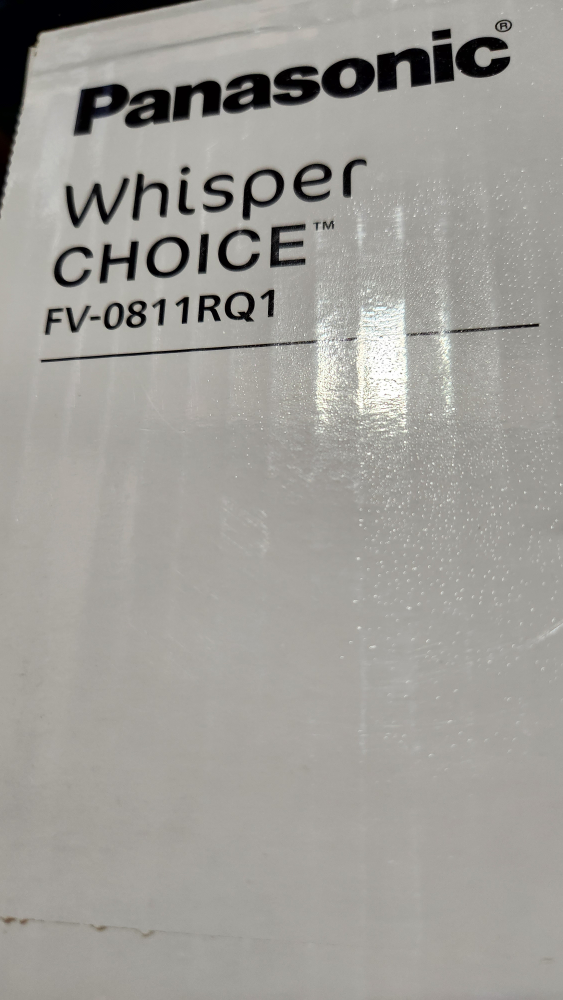 Panasonic®
Whisper
CHOICE™
FV-0811RQ1